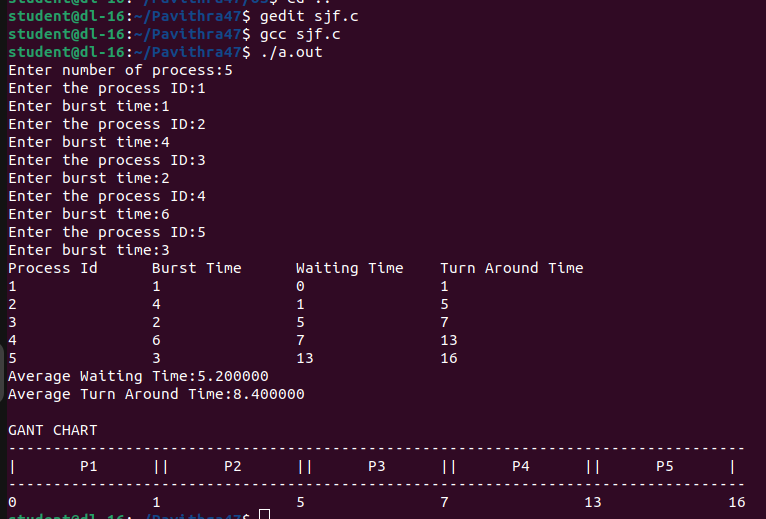 student@dl-16:~/Pavithra47$ gedit sjf.c
student@dl-16:~/Pavithra47$ gcc sjf.c
student@dl-16:~/Pavithra47$ ./a.out
Enter number of process:5
Enter the process ID:1
Enter burst time:1
Enter the process ID:2
Enter burst time:4
Enter the process ID:3
Enter burst time:2
Enter the process ID:4
Enter burst time:6
Enter the process ID:5
Enter burst time:3
Process Id      Burst Time      Waiting Time    Turn Around Time
1               1               0               1
2               4               1               5
3               2               5               7
4               6               7               13
5               3               13              16
Average Waiting Time:5.200000
Average Turn Around Time:8.400000
GANT CHART
----------------------------------------------------------------------------------
|       P1      ||      P2      ||      P3      ||      P4      ||      P5      |
----------------------------------------------------------------------------------
0               1               5               7               13              16
student@dl-16:~/Pavithra47$